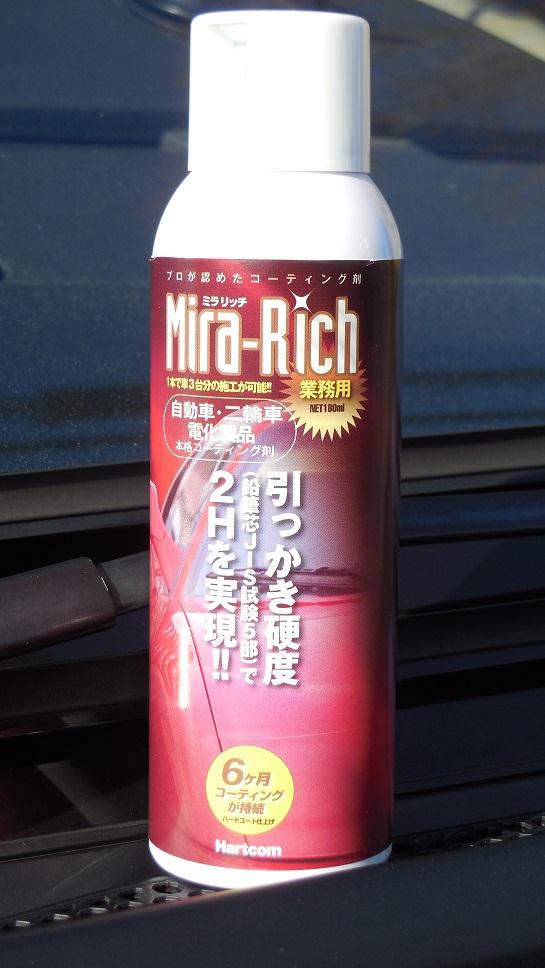 プロが認めたコーティング剤
ミラリッチ
Mira-Rich
1本で車3台分の施工が可能!!
業務用
NET180ml
自動車・二輪車
電化製品
本格コーティング剤
引っかき硬度
(鉛筆芯JIS試験5部)で
2Hを実現!!
6ヶ月
コーティング
が持続
ハードコート仕上げ
Hartcom